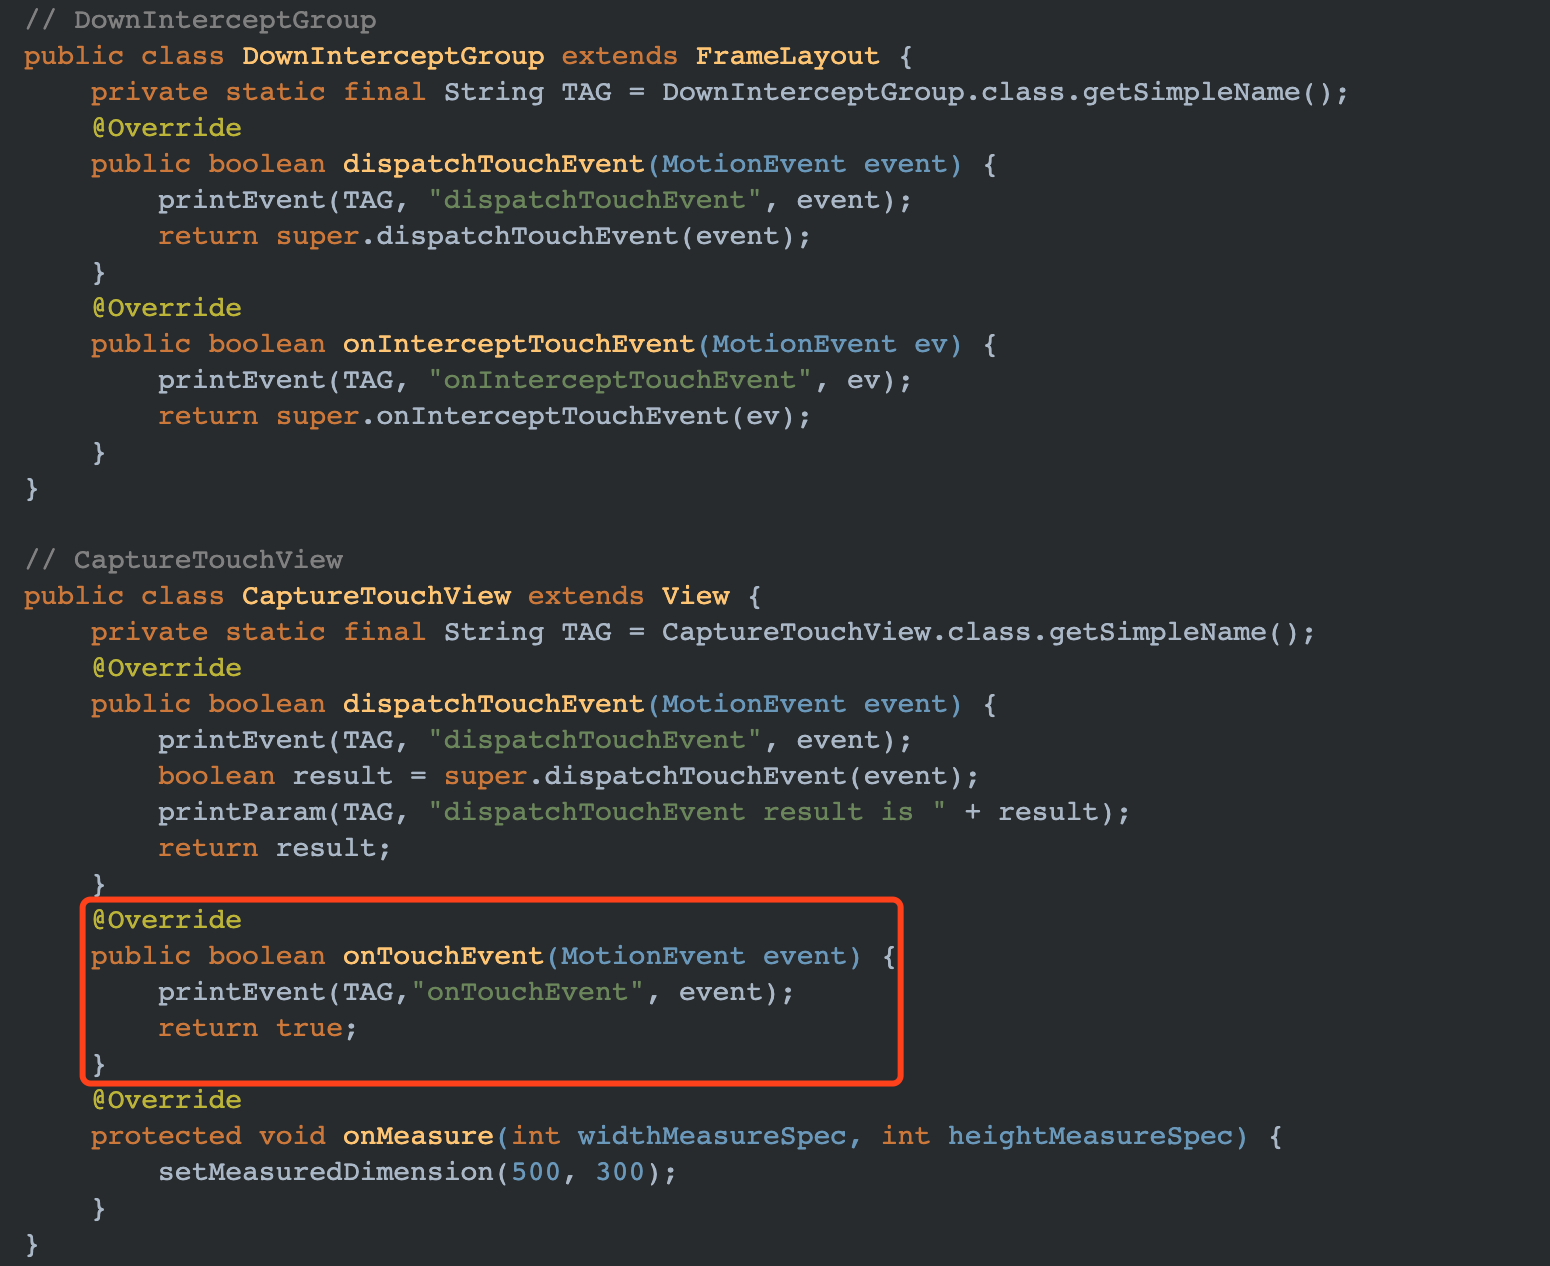 // DownInterceptGroup
public class DownInterceptGroup extends FrameLayout {
    private static final String TAG = DownInterceptGroup.class.getSimpleName();
    @Override
    public boolean dispatchTouchEvent(MotionEvent event) {
        printEvent(TAG, "dispatchTouchEvent", event);
        return super.dispatchTouchEvent(event);
    }
    @Override
    public boolean onInterceptTouchEvent(MotionEvent ev) {
        printEvent(TAG, "onInterceptTouchEvent", ev);
        return super.onInterceptTouchEvent(ev);
    }
}

// CaptureTouchView
public class CaptureTouchView extends View {
    private static final String TAG = CaptureTouchView.class.getSimpleName();
    @Override
    public boolean dispatchTouchEvent(MotionEvent event) {
        printEvent(TAG, "dispatchTouchEvent", event);
        boolean result = super.dispatchTouchEvent(event);
        printParam(TAG, "dispatchTouchEvent result is " + result);
        return result;
    }
    @Override
    public boolean onTouchEvent(MotionEvent event) {
        printEvent(TAG,"onTouchEvent", event);
        return true;
    }
    @Override
    protected void onMeasure(int widthMeasureSpec, int heightMeasureSpec) {
        setMeasuredDimension(500, 300);
    }
}